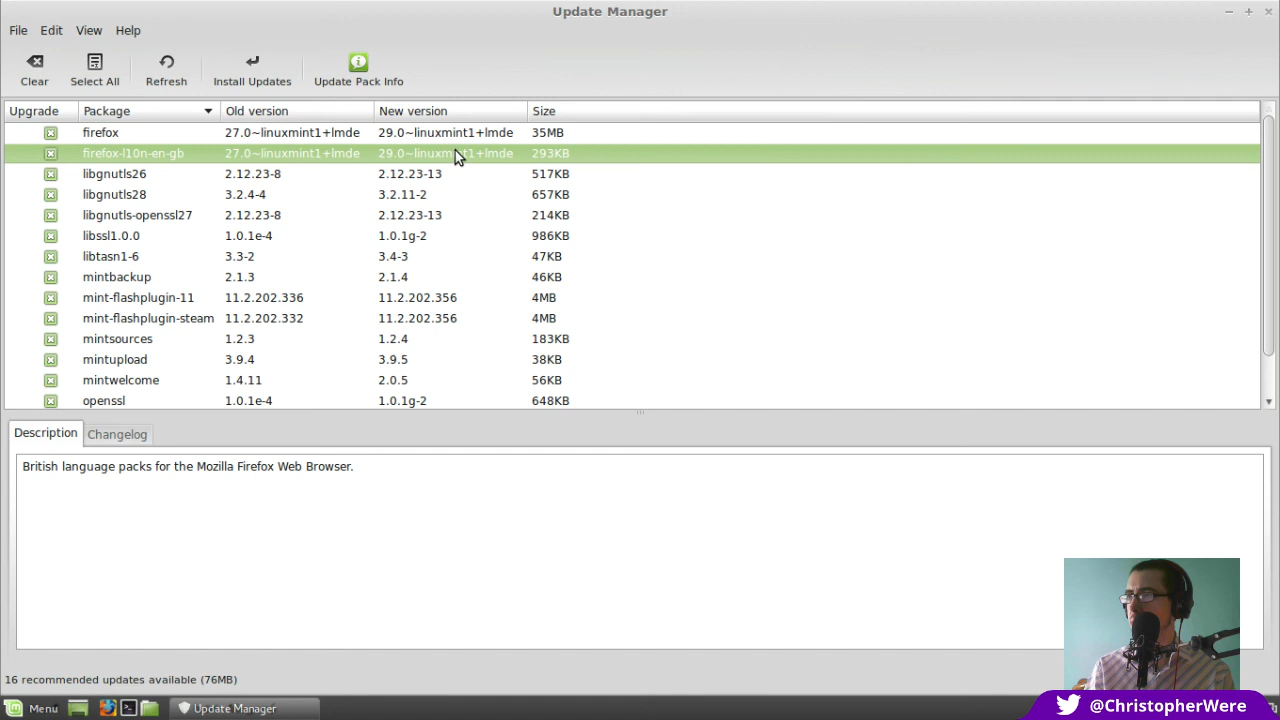 Update Manager
File Edit View Help
Clear Select All Refresh Install Updates Update Pack Info
Upgrade Package Old version New version Size
firefox 27.0~linuxmint1+lmde 29.0~linuxmint1+lmde 35MB
firefox-l10n-en-gb 27.0~linuxmint1+lmde 29.0~linuxmint1+lmde 293KB
libgnutls26 2.12.23-8 2.12.23-13 517KB
libgnutls28 3.2.4-4 3.2.11-2 657KB
libgnutls-openssl27 2.12.23-8 2.12.23-13 214KB
libssl1.0.0 1.0.1e-4 1.0.1g-2 986KB
libtasn1-6 3.3-2 3.4-3 47KB
mintbackup 2.1.3 2.1.4 46KB
mint-flashplugin-11 11.2.202.336 11.2.202.356 4MB
mint-flashplugin-steam 11.2.202.332 11.2.202.356 4MB
mintsources 1.2.3 1.2.4 183KB
mintupload 3.9.4 3.9.5 38KB
mintwelcome 1.4.11 2.0.5 56KB
openssl 1.0.1e-4 1.0.1g-2 648KB
Description Changelog
British language packs for the Mozilla Firefox Web Browser.
16 recommended updates available (76MB)
Menu Update Manager
@ChristopherWere